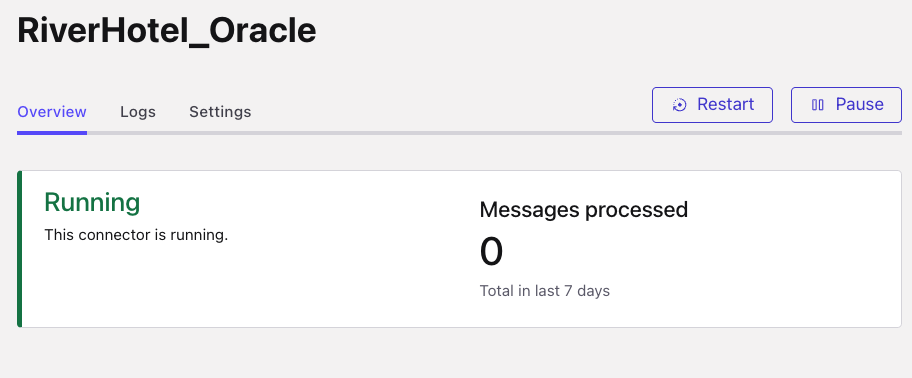 RiverHotel_Oracle
Overview Logs Settings Restart Pause
Running
This connector is running.
Messages processed
0
Total in last 7 days